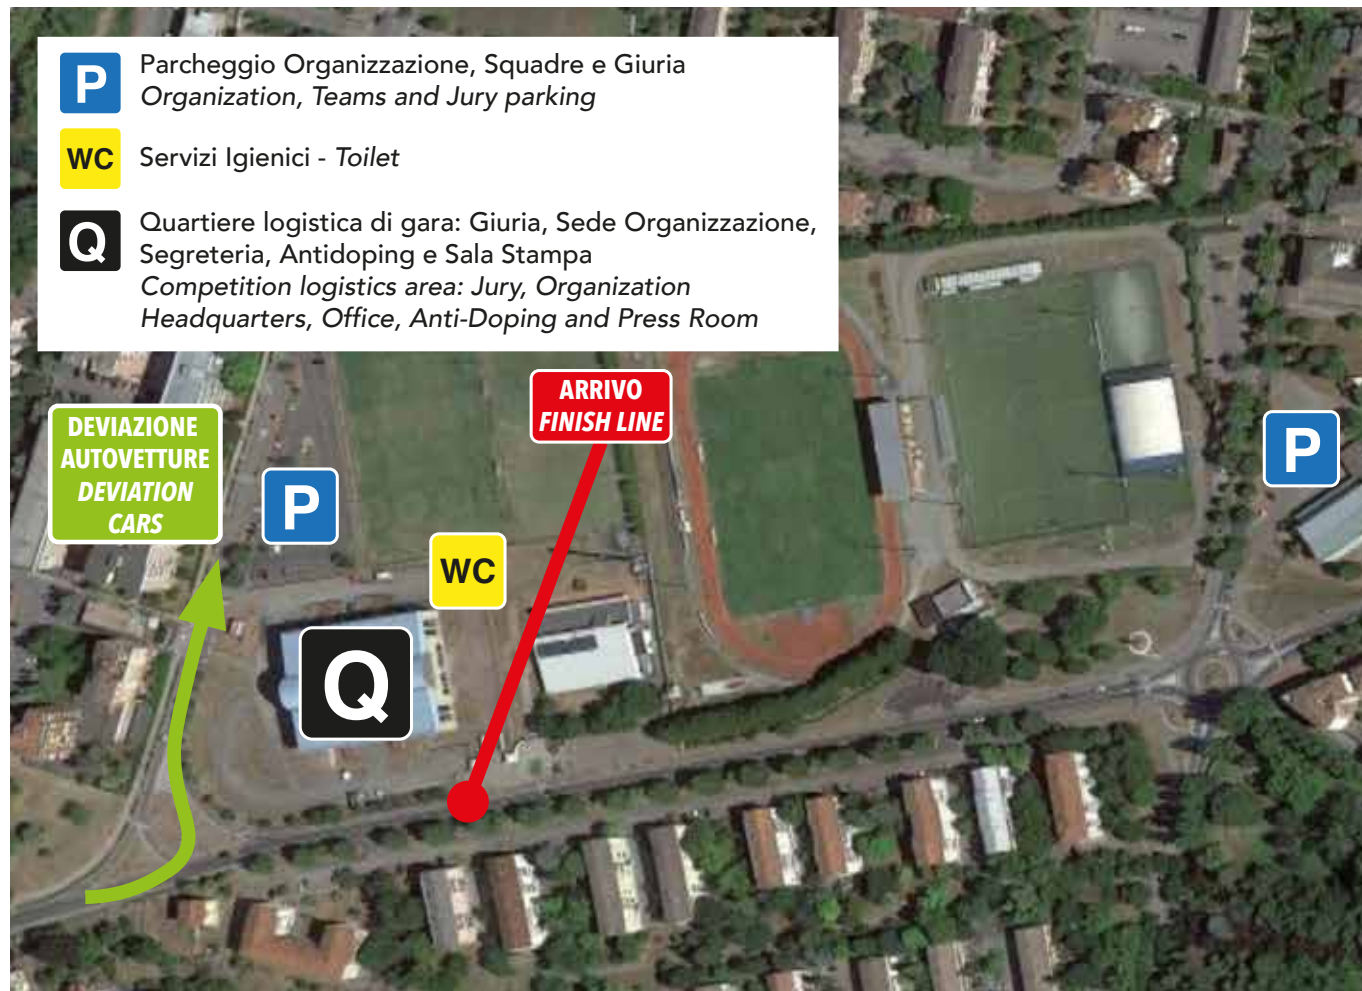 P
Parcheggio Organizzazione, Squadre e Giuria
Organization, Teams and Jury parking
WC
Servizi Igienici - Toilet
Q
Quartiere logistica di gara: Giuria, Sede Organizzazione,
Segreteria, Antidoping e Sala Stampa
Competition logistics area: Jury, Organization
Headquarters, Office, Anti-Doping and Press Room
ARRIVO
FINISH LINE
DEVIAZIONE
AUTOVETTURE
DEVIATION
CARS
P
P
WC
Q